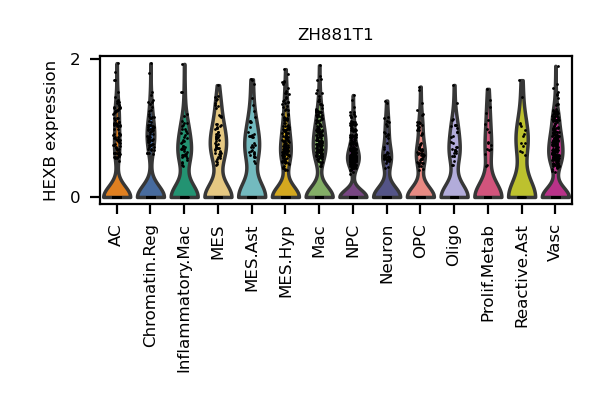 ZH881T1
HEXB expression
2
0
AC
Chromatin.Reg
Inflammatory.Mac
MES
MES.Ast
MES.Hyp
Mac
NPC
Neuron
OPC
Oligo
Prolif.Metab
Reactive.Ast
Vasc